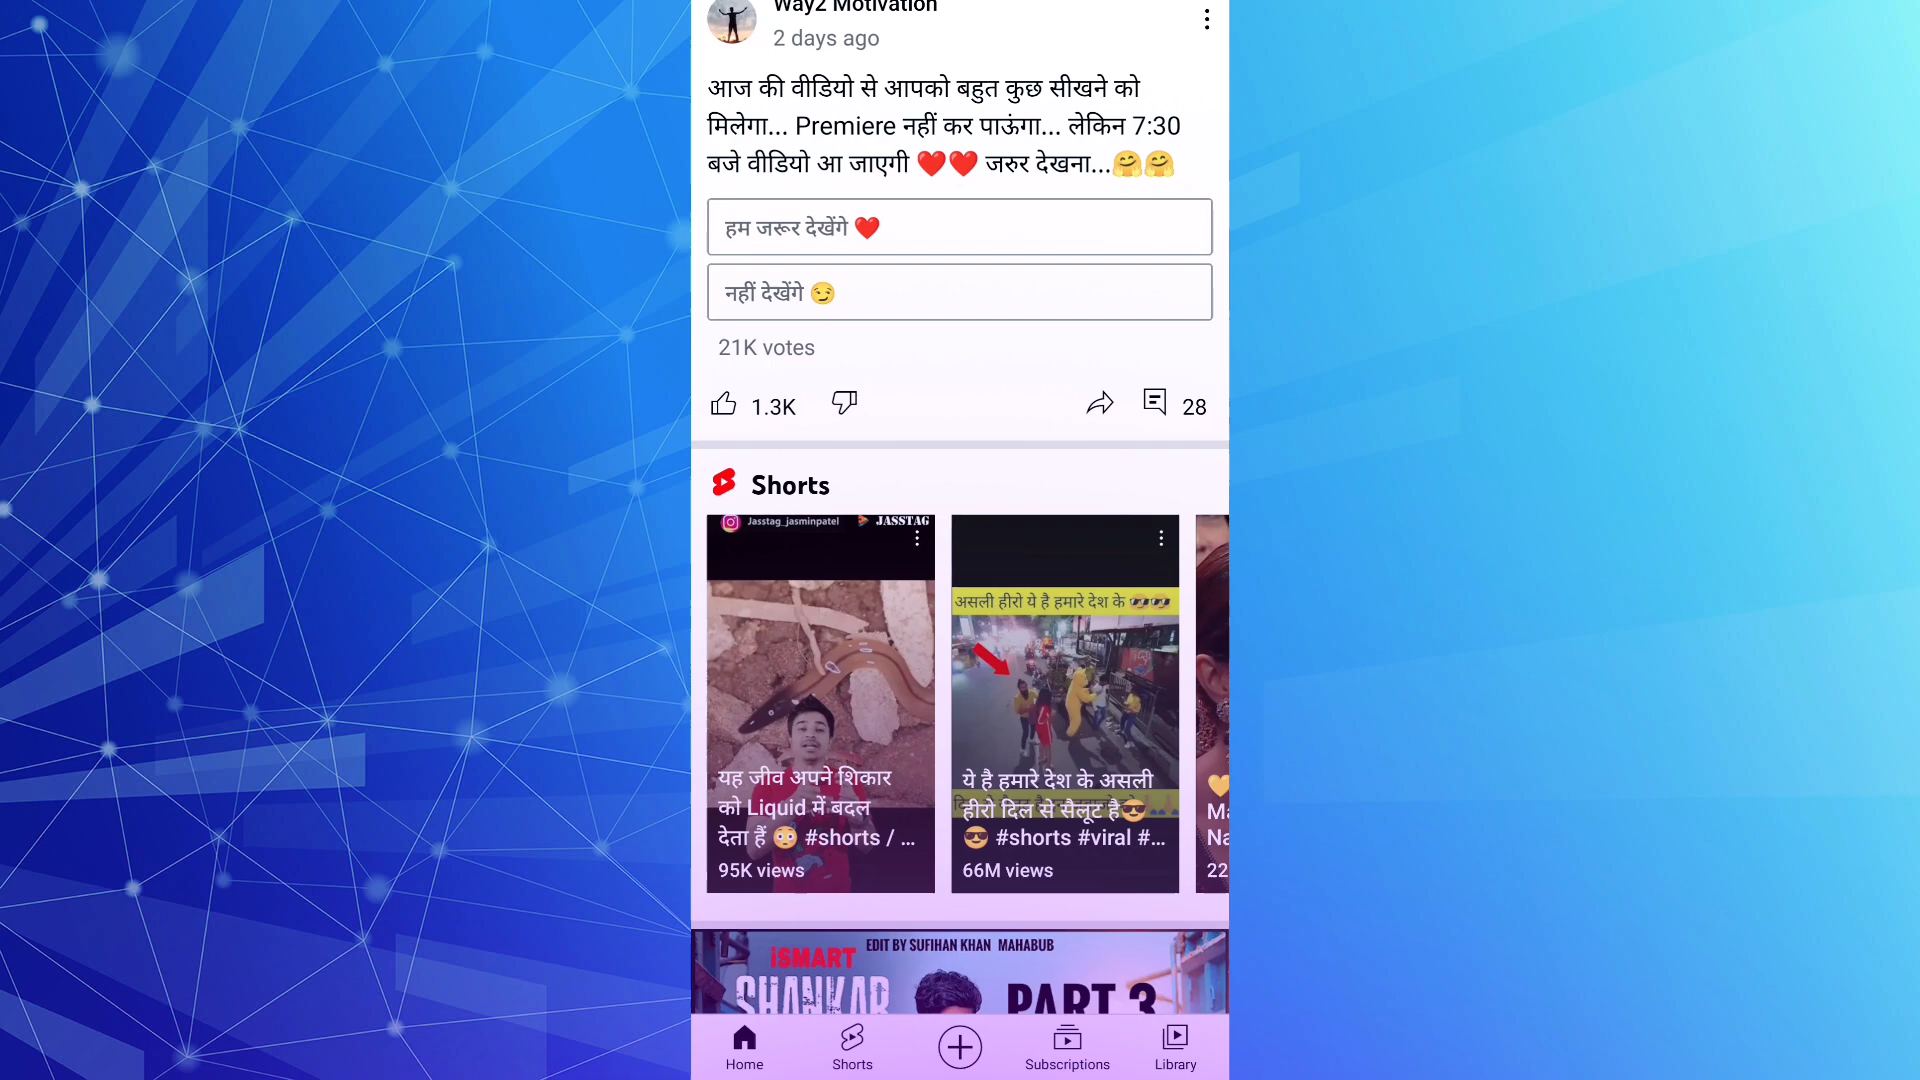 Way2 Motivation
2 days ago
आज की वीडियो से आपको बहुत कुछ सीखने को
मिलेगा... Premiere नहीं कर पाऊंगा... लेकिन 7:30
बजे वीडियो आ जाएगी ❤️❤️ जरुर देखना...🤗🤗
हम जरूर देखेंगे ❤️
नहीं देखेंगे 😏
21K votes
1.3K
28
Shorts
Jasstag_jasminpatel
JASSTAG
यह जीव अपने शिकार
को Liquid में बदल
देता हैं 😳 #shorts / ...
95K views
असली हीरो ये है हमारे देश के 😎😎
ये है हमारे देश के असली
हीरो दिल से सैलूट है😎
😎 #shorts #viral #...
66M views
💛
Ma
Na
22
EDIT BY SUFIHAN KHAN MAHABUB
iSMART
SHANKAR
PART 3
Home
Shorts
Subscriptions
Library